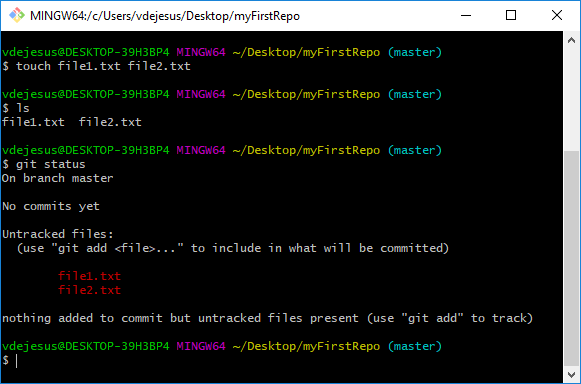 MINGW64:/c/Users/vdejesus/Desktop/myFirstRepo
vdejesus@DESKTOP-39H3BP4 MINGW64 ~/Desktop/myFirstRepo (master)
$ touch file1.txt file2.txt
vdejesus@DESKTOP-39H3BP4 MINGW64 ~/Desktop/myFirstRepo (master)
$ ls
file1.txt  file2.txt
vdejesus@DESKTOP-39H3BP4 MINGW64 ~/Desktop/myFirstRepo (master)
$ git status
On branch master
No commits yet
Untracked files:
  (use "git add <file>..." to include in what will be committed)
        file1.txt
        file2.txt
nothing added to commit but untracked files present (use "git add" to track)
vdejesus@DESKTOP-39H3BP4 MINGW64 ~/Desktop/myFirstRepo (master)
$